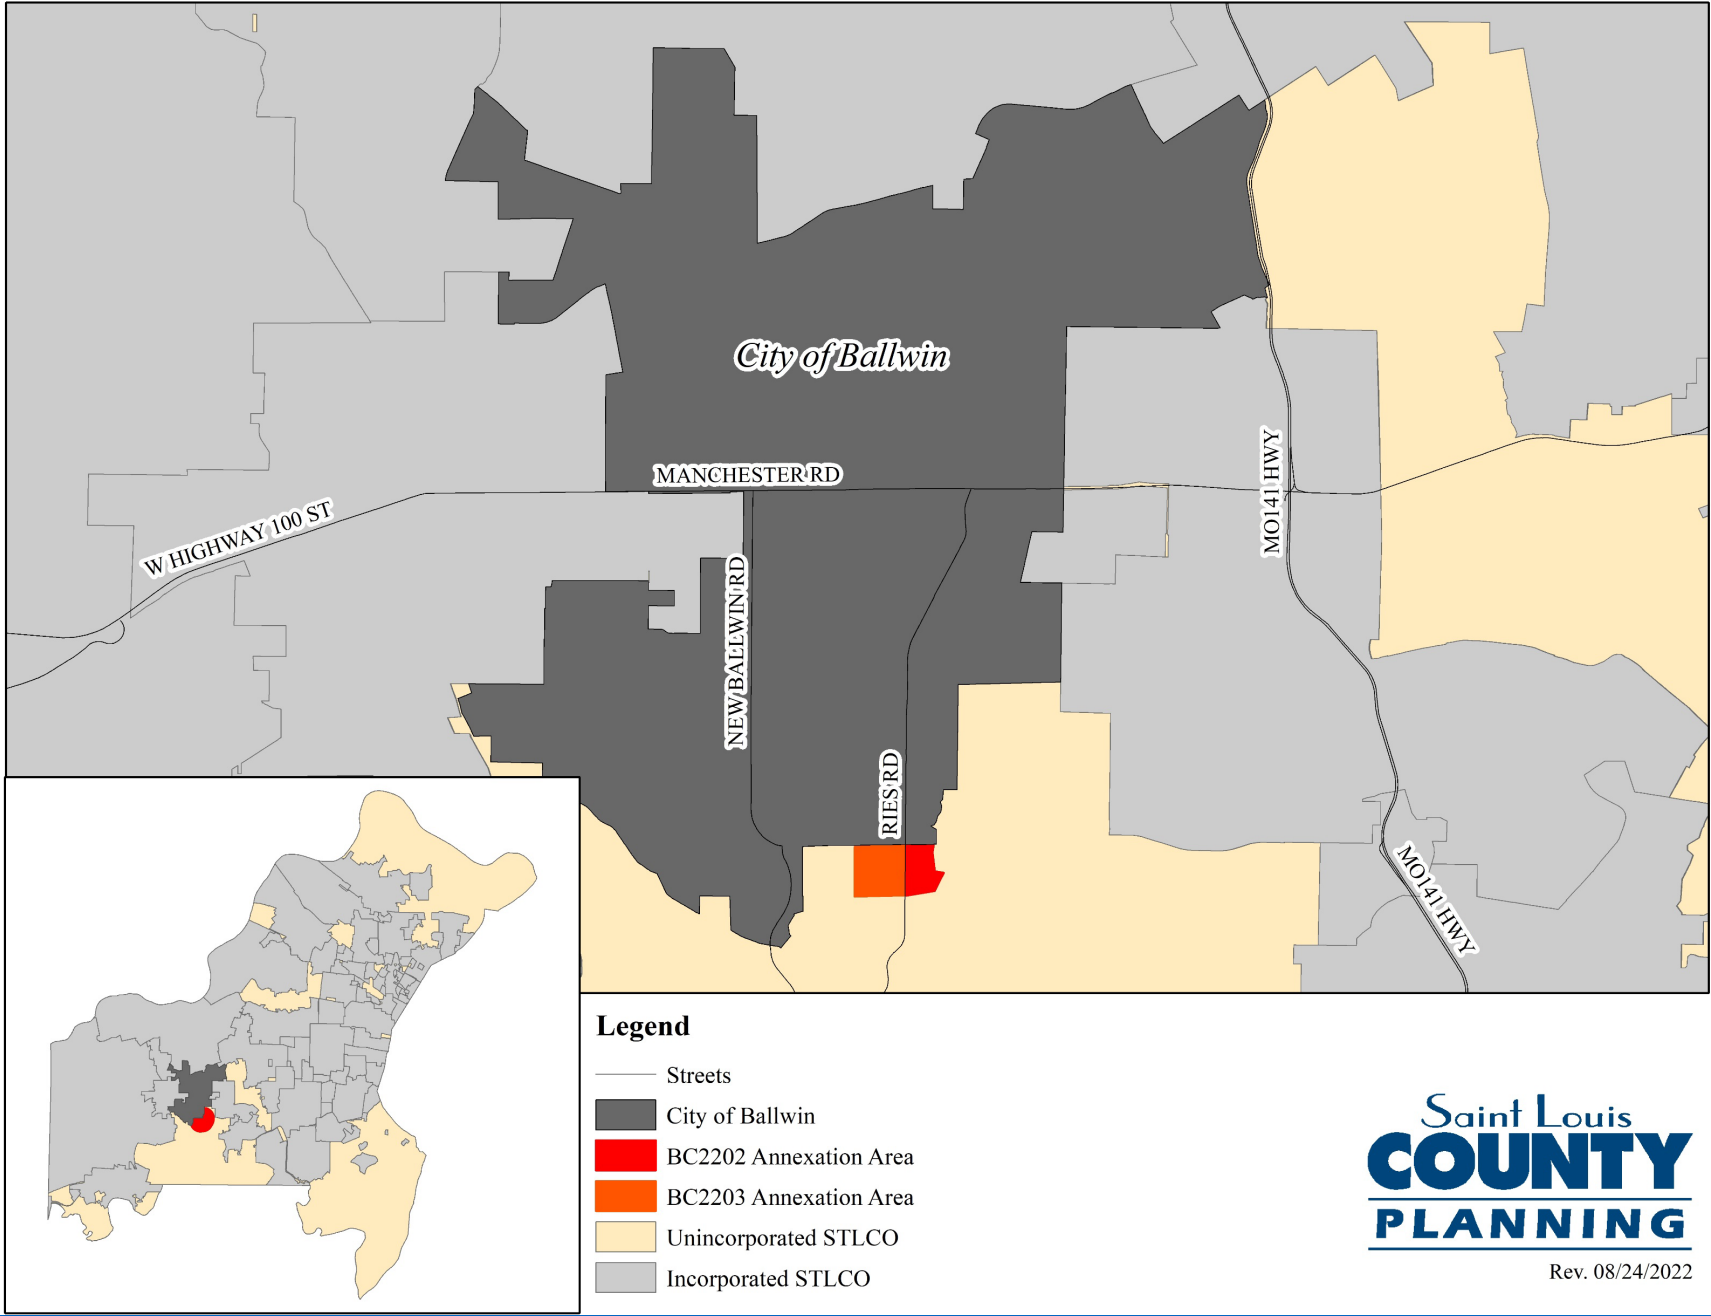 City of Ballwin
MANCHESTER RD
W HIGHWAY 100 ST
MO141 HWY
NEW BALLWIN RD
RIES RD
MO141 HWY
Legend
Streets
City of Ballwin
BC2202 Annexation Area
BC2203 Annexation Area
Unincorporated STLCO
Incorporated STLCO
Saint Louis
COUNTY
PLANNING
Rev. 08/24/2022